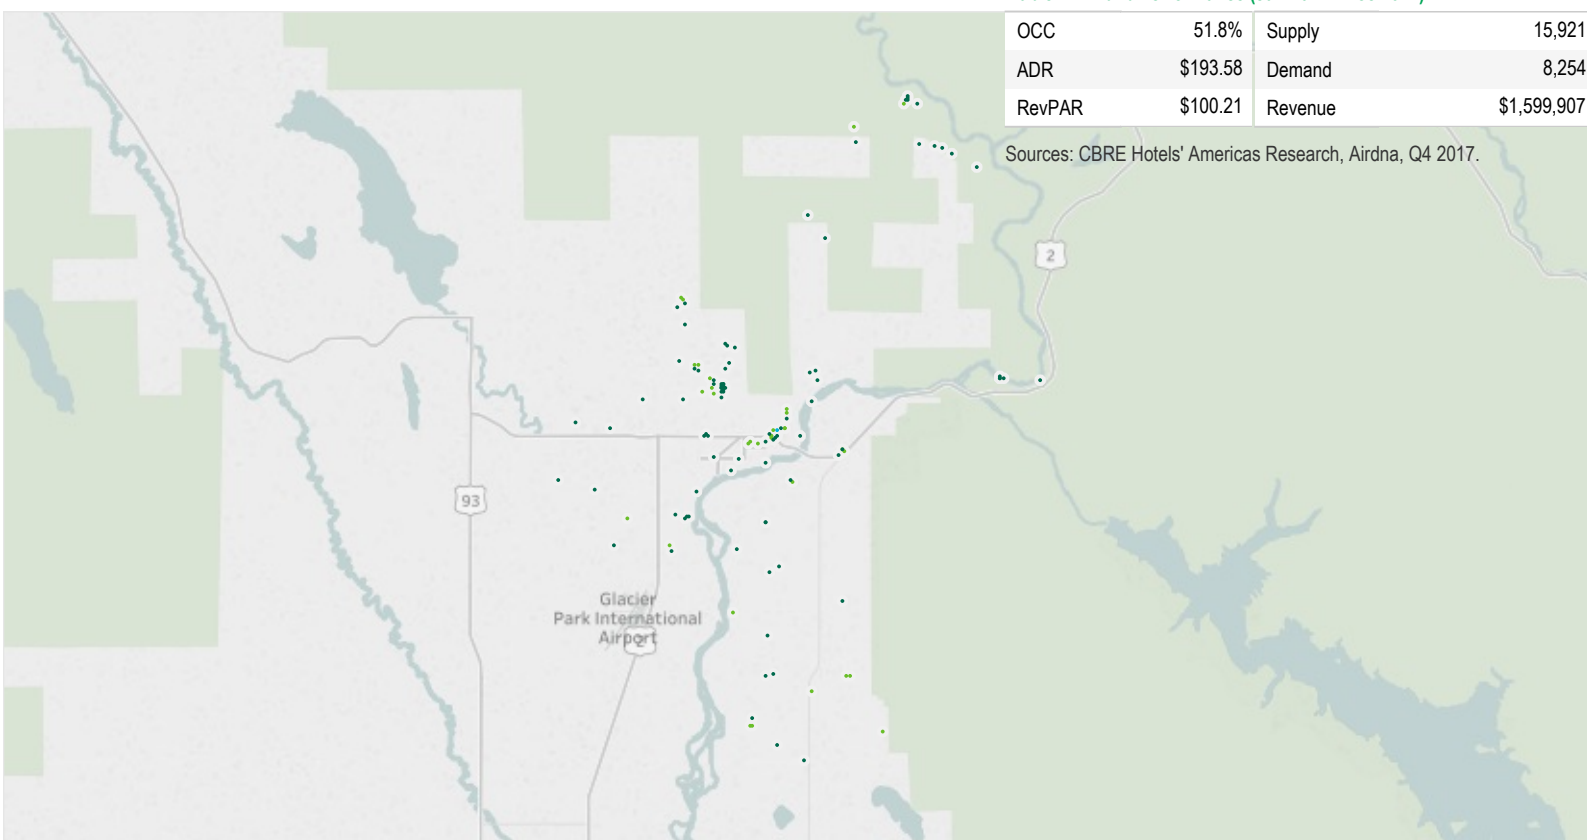 OCC 51.8% Supply 15,921
ADR $193.58 Demand 8,254
RevPAR $100.21 Revenue $1,599,907
Sources: CBRE Hotels' Americas Research, Airdna, Q4 2017.
2
93
Glacier
Park International
Airport
2